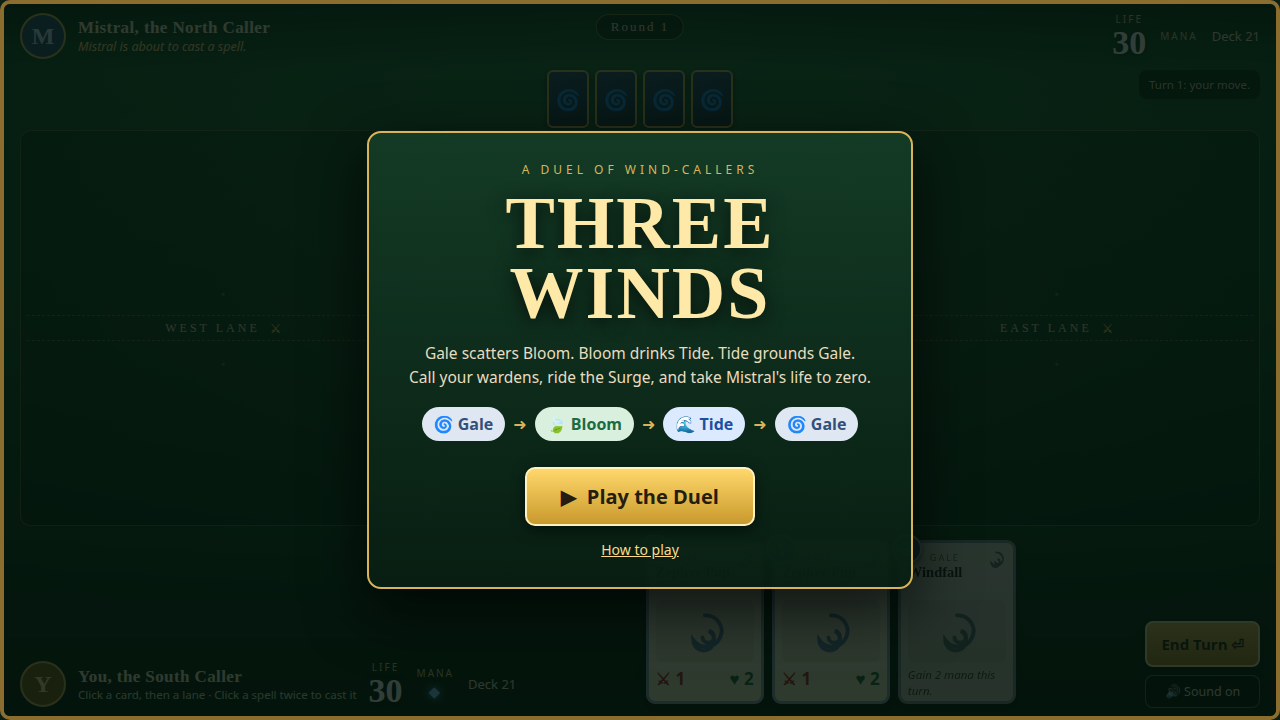 M
Mistral, the North Caller
Mistral is about to cast a spell.
Round 1
LIFE
30
MANA
Deck 21
Turn 1: your move.
A DUEL OF WIND-CALLERS
THREE
WINDS
Gale scatters Bloom. Bloom drinks Tide. Tide grounds Gale.
Call your wardens, ride the Surge, and take Mistral's life to zero.
Gale → Bloom → Tide → Gale
▶ Play the Duel
How to play
WEST LANE
EAST LANE
GALE
Windfall
1
2
1
2
Gain 2 mana this
turn.
Y
You, the South Caller
Click a card, then a lane · Click a spell twice to cast it
LIFE
30
MANA
Deck 21
End Turn ⏎
Sound on